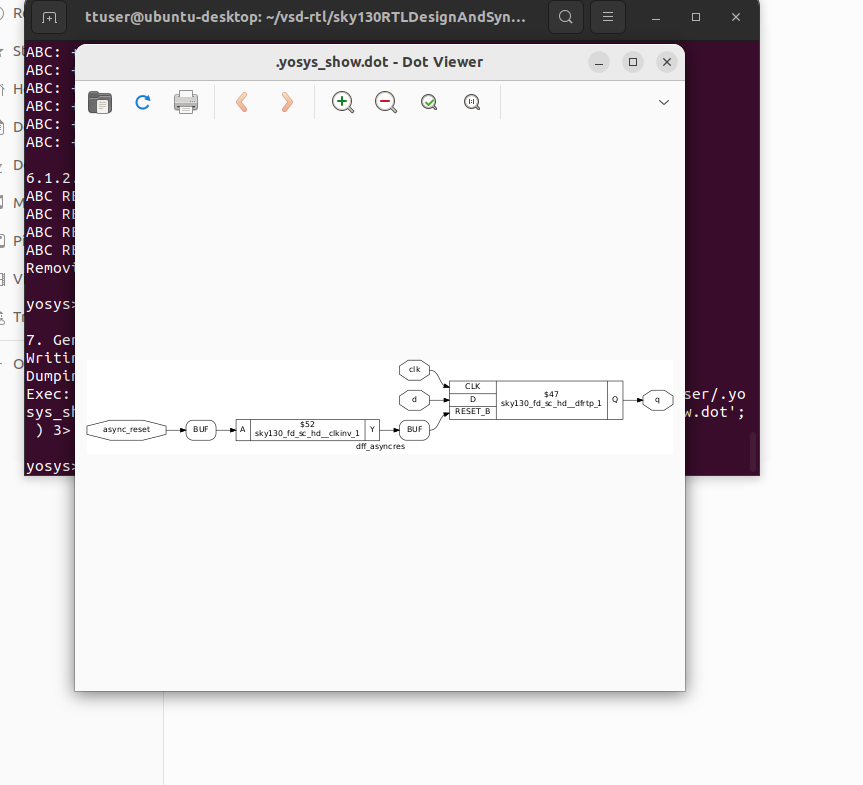 ttuser@ubuntu-desktop: ~/vsd-rtl/sky130RTLDesignAndSyn...
ABC: +
ABC: +
ABC: +
ABC: +
ABC: +
ABC: +
6.1.2.
ABC RE
ABC RE
ABC RE
ABC RE
Removi
yosys>
7. Gen
Writin
Dumpin
Exec:
ser/.yo
sys_sh
w.dot';
) 3>
yosys>
.yosys_show.dot - Dot Viewer
clk
d
async_reset
BUF
A
$52
sky130_fd_sc_hd__clkinv_1
Y
BUF
CLK
D
RESET_B
$47
sky130_fd_sc_hd__dfrtp_1
Q
q
dff_asyncres